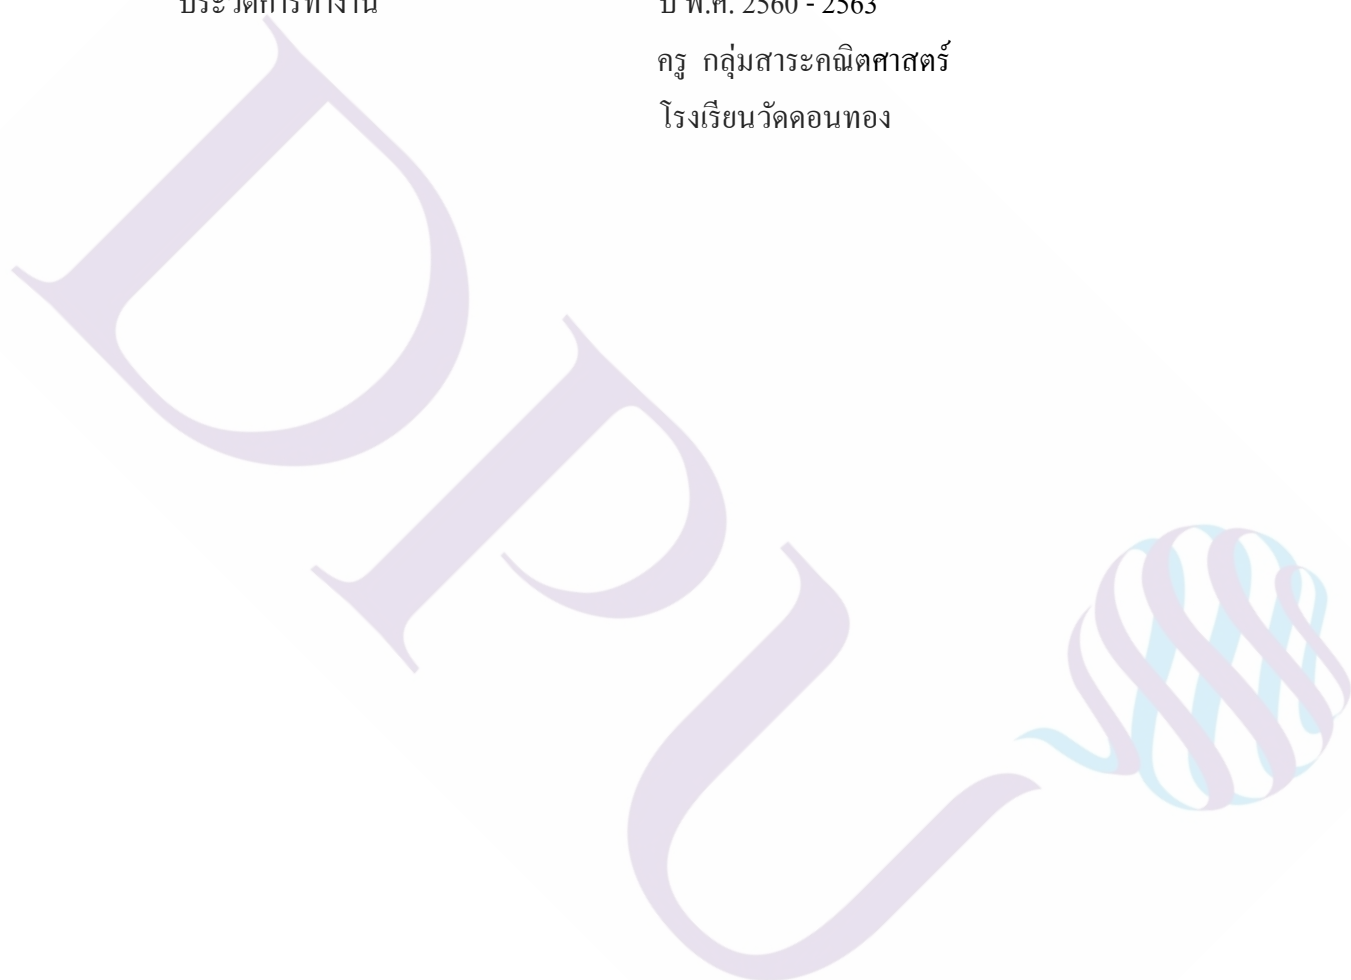 ประวัติการทำงาน ปี พ.ศ. 2560 - 2563
ครู กลุ่มสาระคณิตศาสตร์
โรงเรียนวัดดอนทอง
DPU